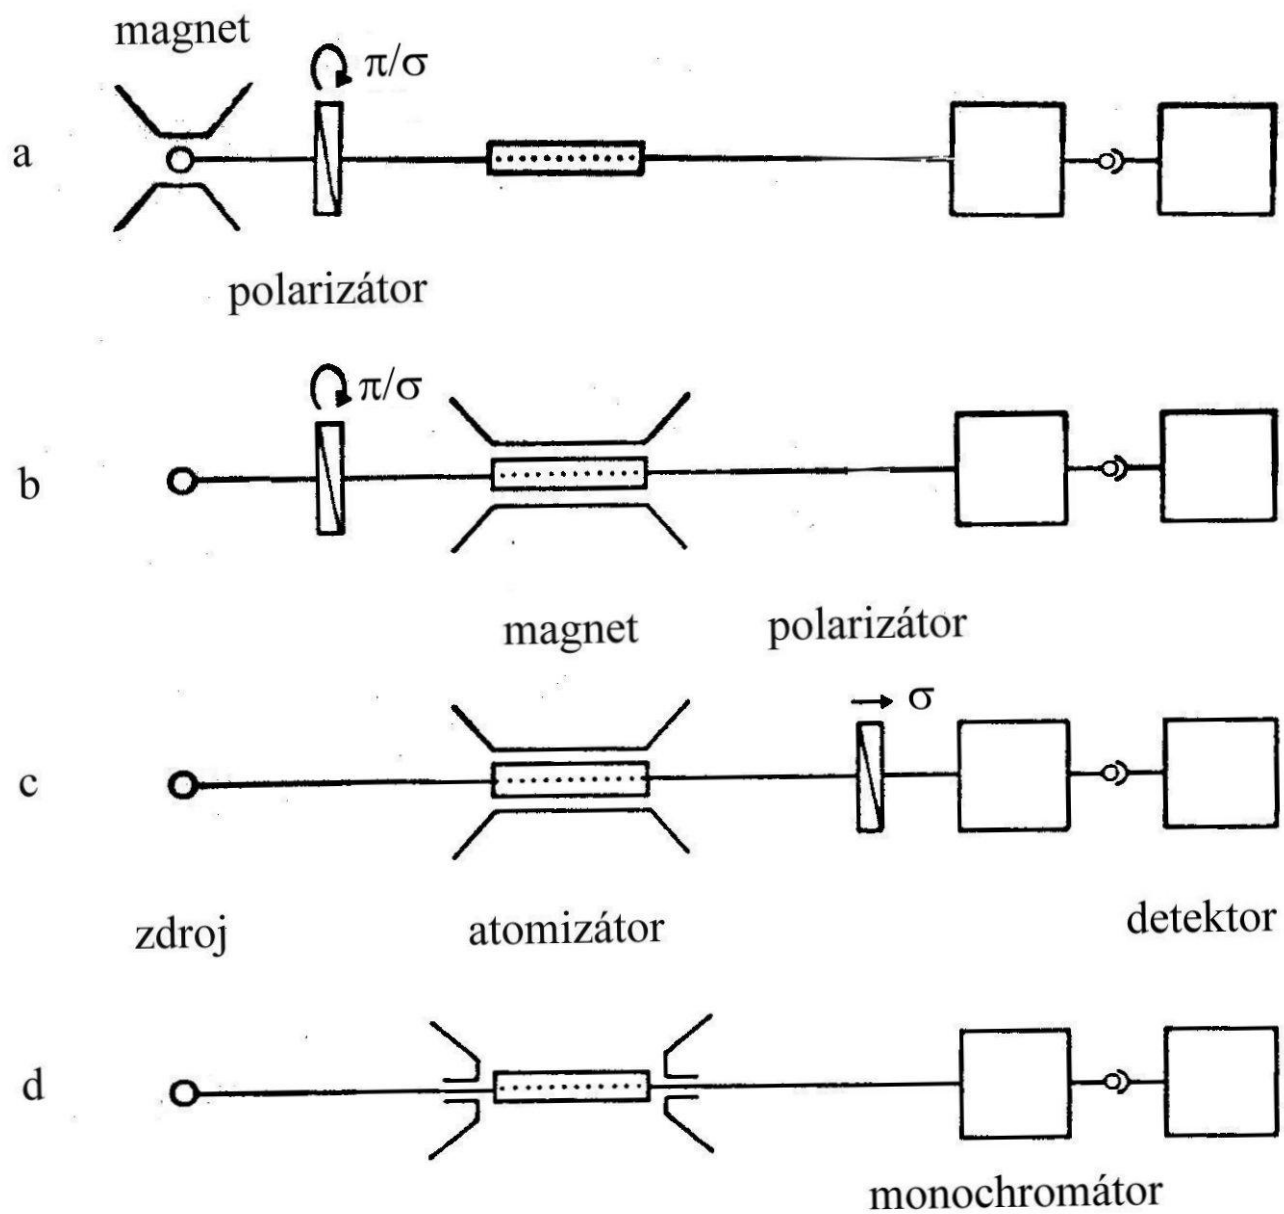 magnet
π/σ
a
polarizátor
π/σ
b
magnet polarizátor
σ
c
zdroj atomizátor detektor
d
monochromátor